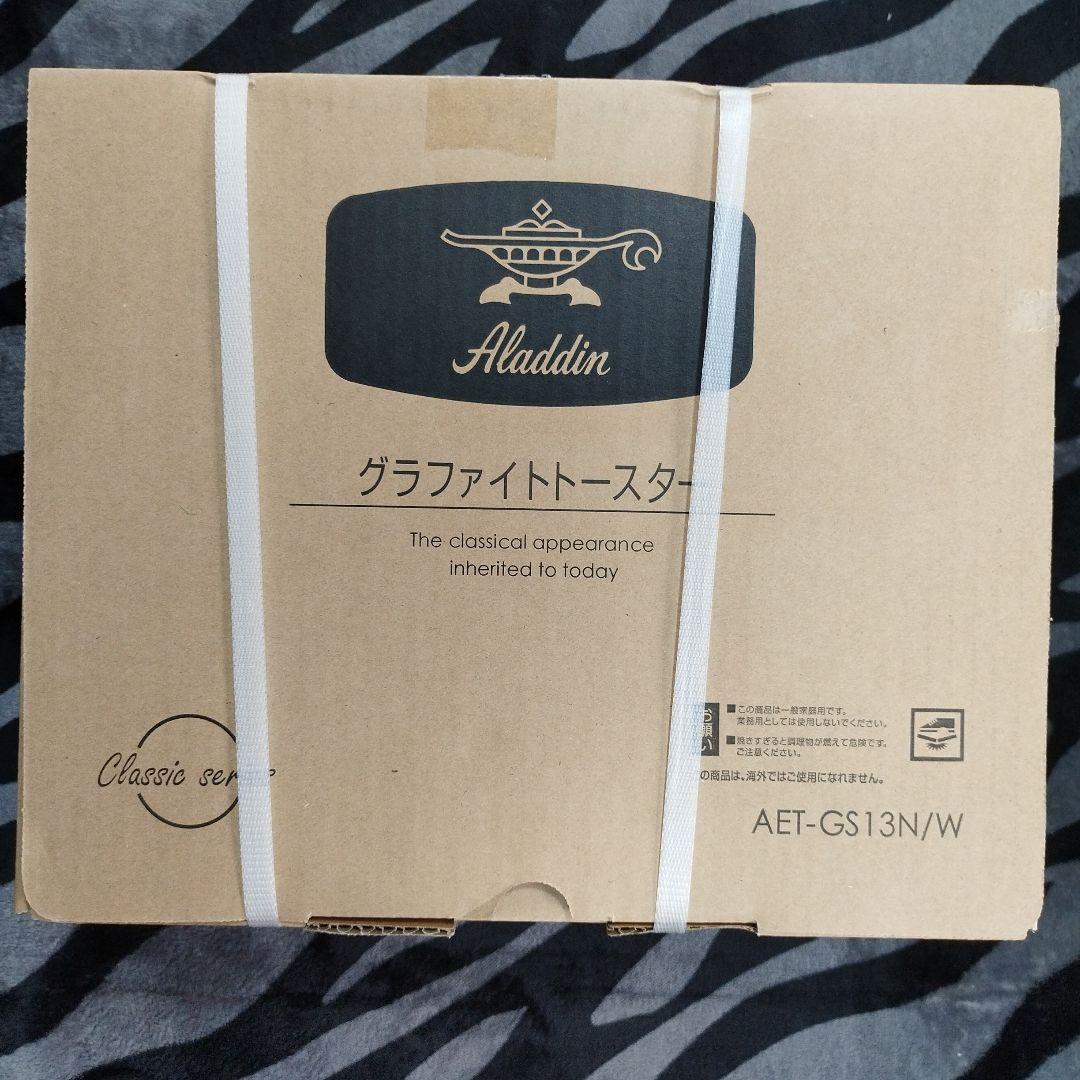 Aladdin
グラファイトトースター
The classical appearance
inherited to today
Classic series
お願い
■この商品は一般家庭用です。
業務用としては使用しないでください。
■焼きすぎると調理物が燃えて危険です。
ご注意ください。
の商品は、海外ではご使用になれません。
AET-GS13N/W